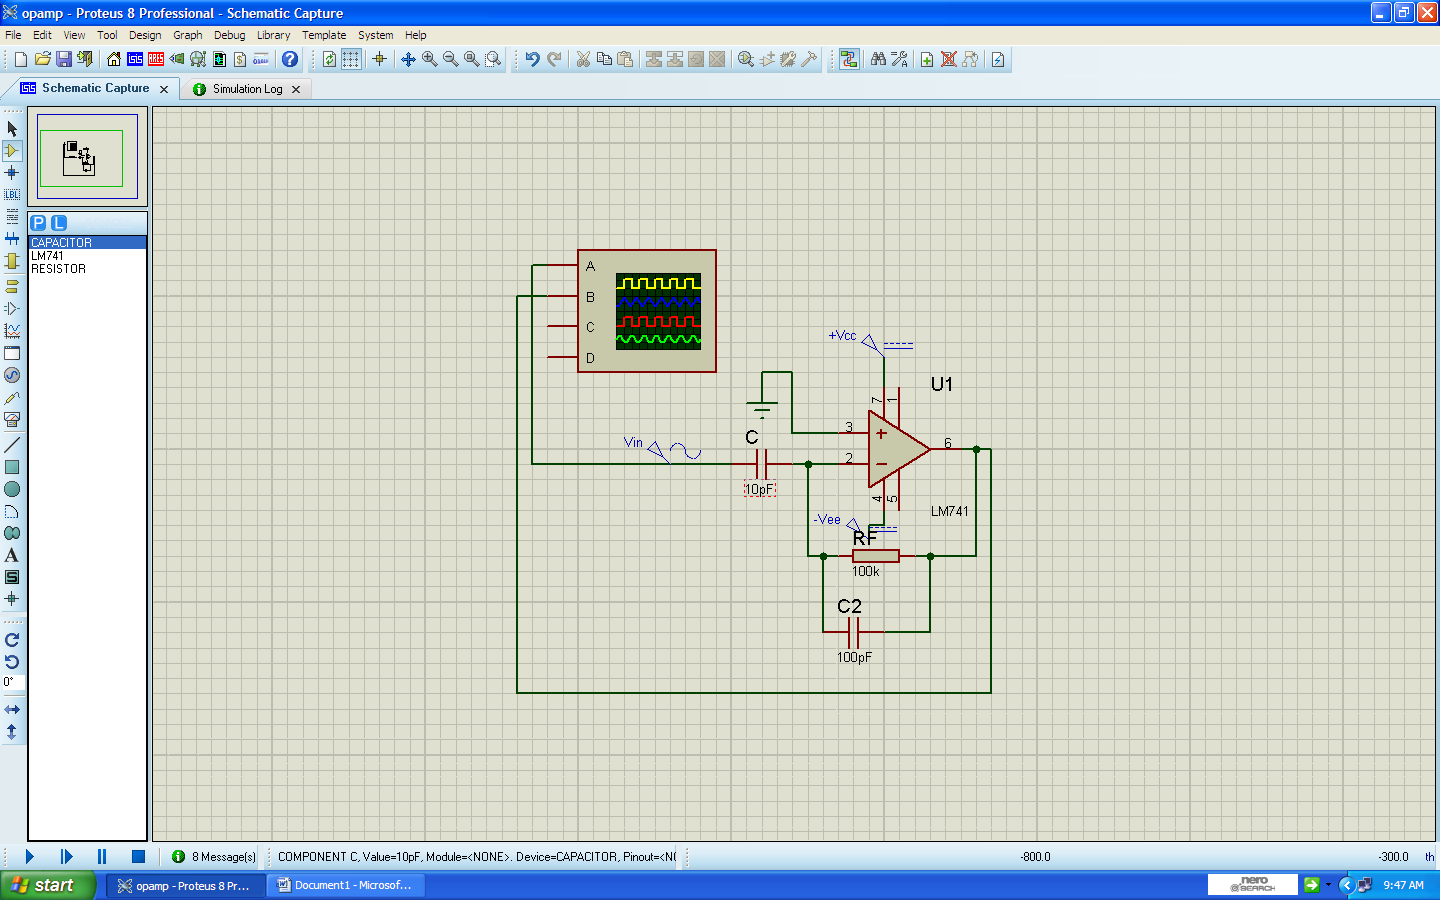 opamp - Proteus 8 Professional - Schematic Capture
File Edit View Tool Design Graph Debug Library Template System Help
Schematic Capture
Simulation Log
P L
CAPACITOR
LM741
RESISTOR
LBL
A
S
0°
A
B
C
D
+Vcc
U1
7
1
3
2
6
4
5
Vin
C
10pF
LM741
-Vee
RF
100k
C2
100pF
8 Message(s)
COMPONENT C, Value=10pF, Module=<NONE>. Device=CAPACITOR, Pinout=<N
-800.0
-300.0
th
start
opamp - Proteus 8 Pr...
Document1 - Microsof...
nero
SEARCH
9:47 AM